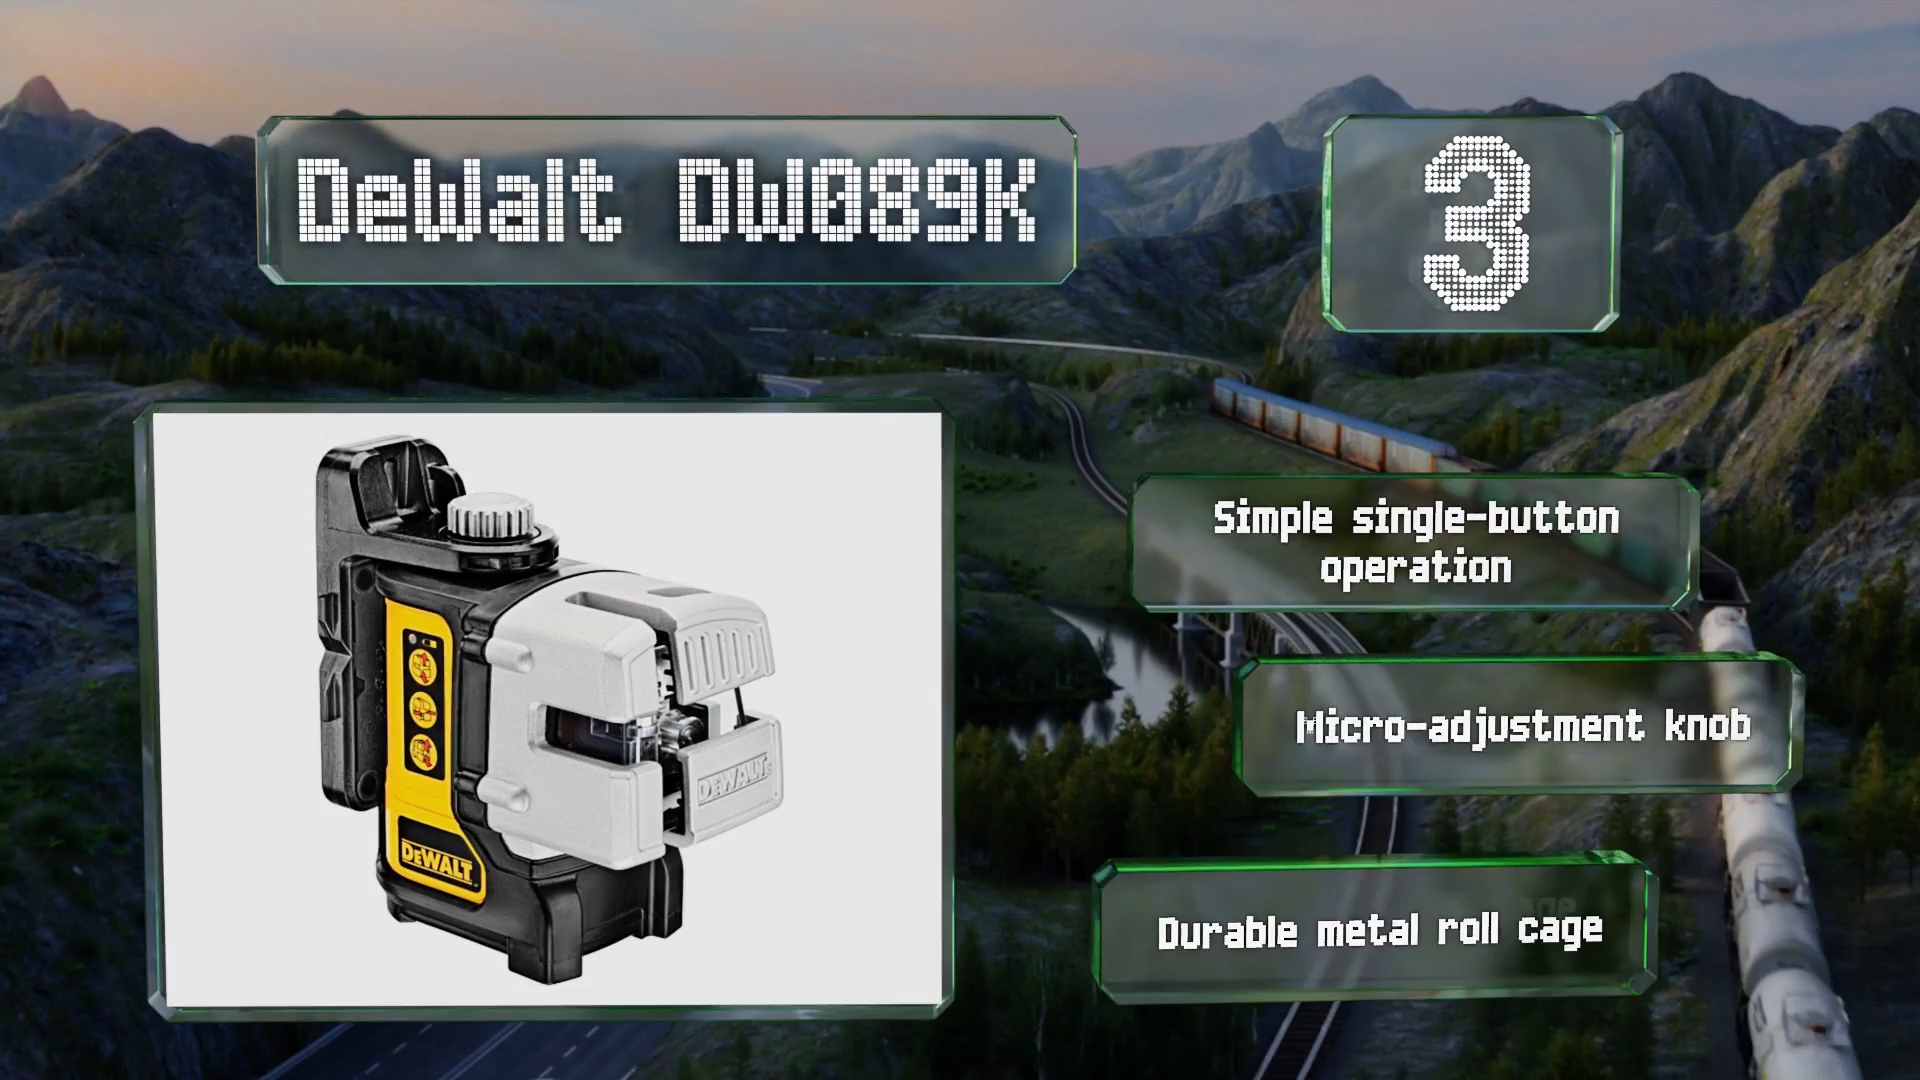 DeWalt DW089K
3
Simple single-button
operation
Micro-adjustment knob
Durable metal roll cage
DEWALT
DEWALT